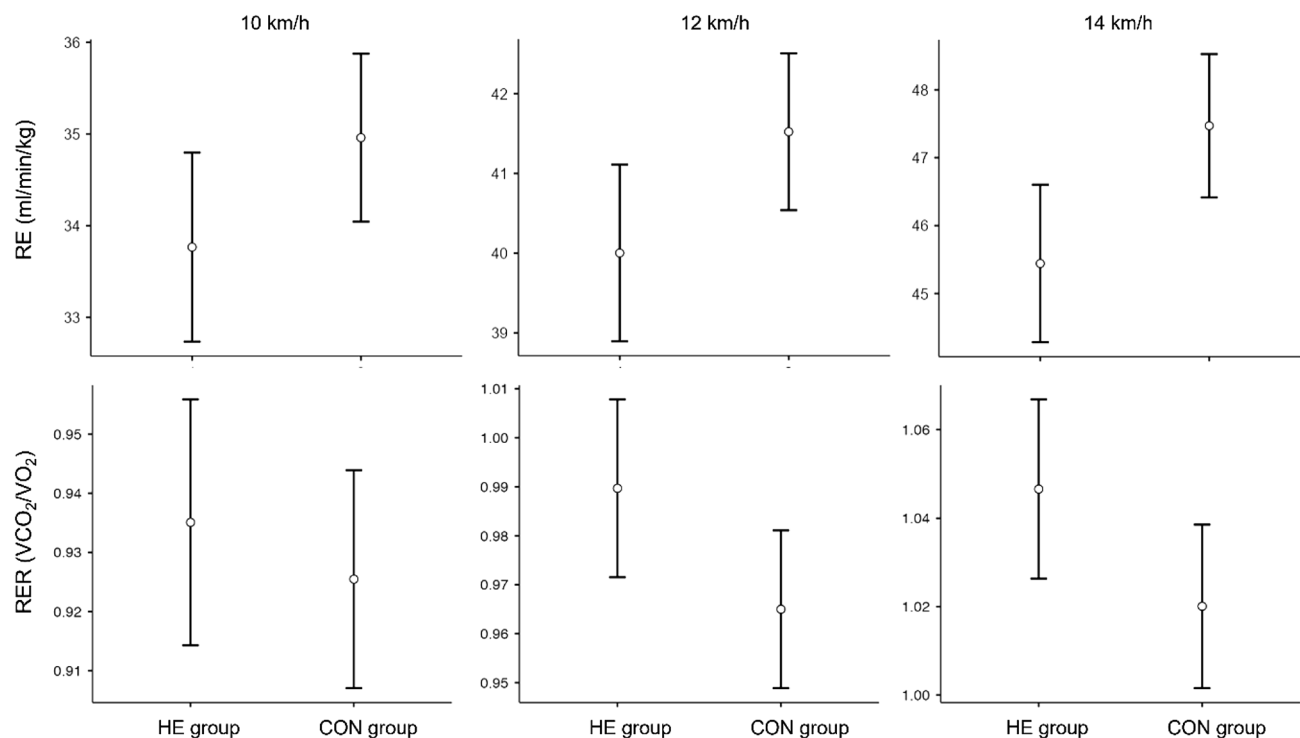 10 km/h
12 km/h
14 km/h
RE (ml/min/kg)
36
35
34
33
42
41
40
39
48
47
46
45
RER (VCO₂/VO₂)
0.95
0.94
0.93
0.92
0.91
1.01
1.00
0.99
0.98
0.97
0.96
0.95
1.06
1.04
1.02
1.00
HE group
CON group
HE group
CON group
HE group
CON group